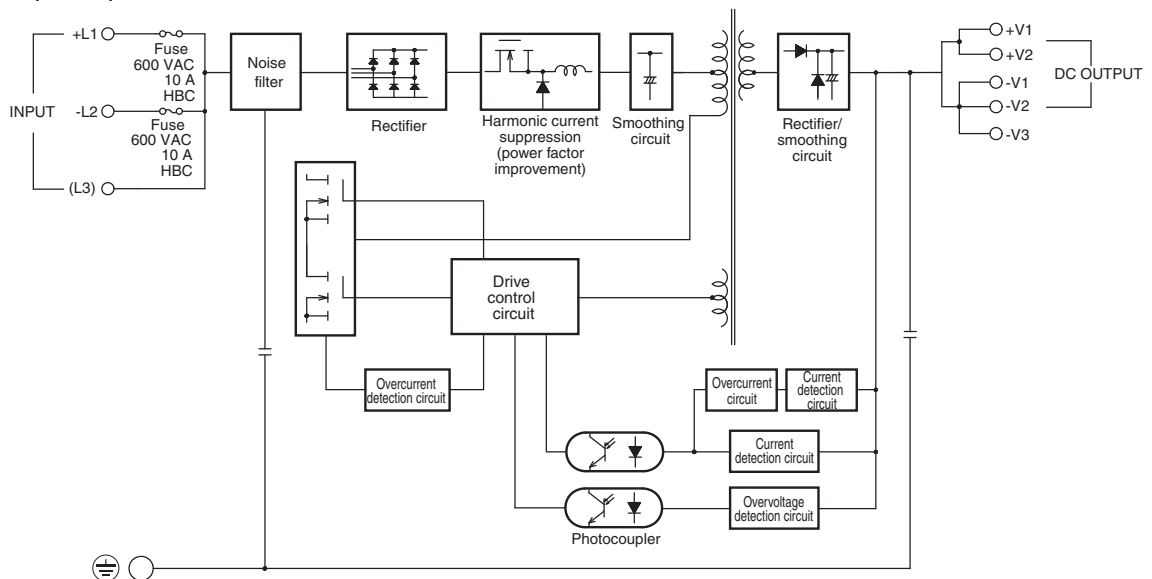 +L1
Fuse
600 VAC
10 A
HBC
INPUT
-L2
Fuse
600 VAC
10 A
HBC
(L3)
Noise
filter
Rectifier
Harmonic current
suppression
(power factor
improvement)
Smoothing
circuit
Rectifier/
smoothing
circuit
+V1
+V2
DC OUTPUT
-V1
-V2
-V3
Drive
control
circuit
Overcurrent
detection circuit
Overcurrent
circuit
Current
detection
circuit
Current
detection circuit
Overvoltage
detection circuit
Photocoupler